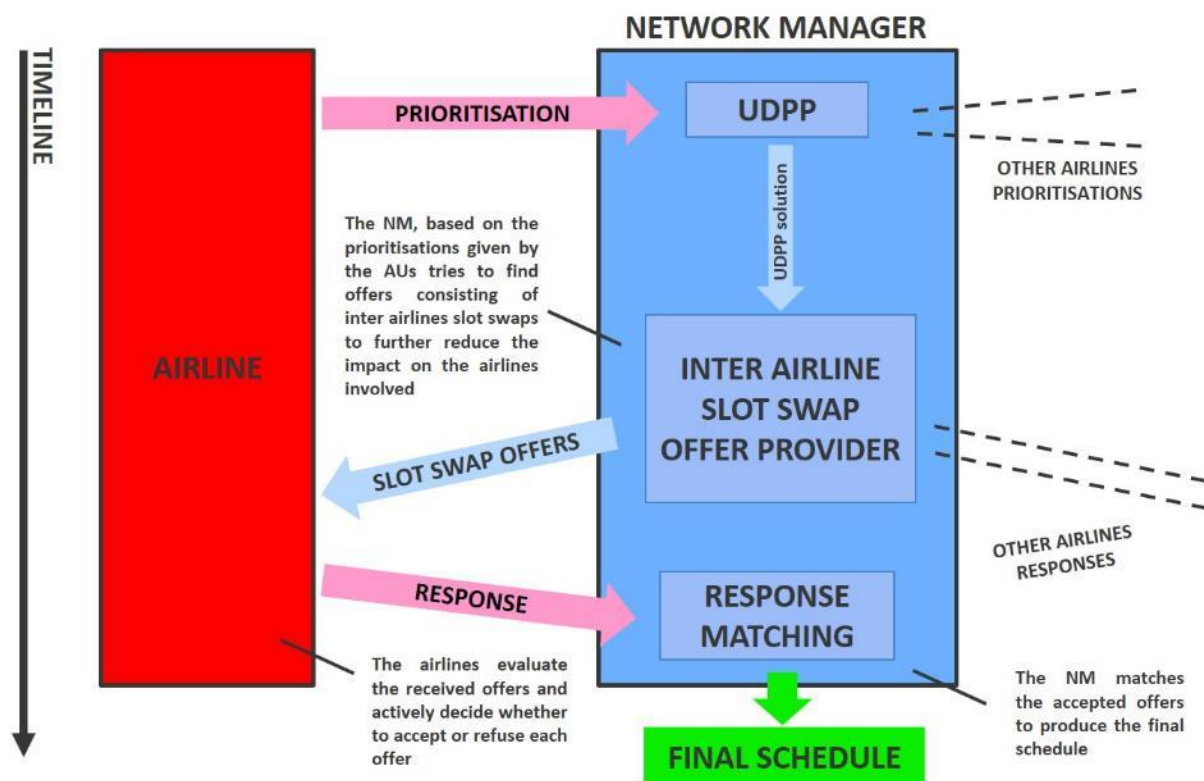 NETWORK MANAGER
TIMELINE
PRIORITISATION
UDPP
OTHER AIRLINES
PRIORITISATIONS
UDPP solution
The NM, based on the
prioritisations given by
the AUs tries to find
offers consisting of
inter airlines slot swaps
to further reduce the
impact on the airlines
involved
AIRLINE
INTER AIRLINE
SLOT SWAP
OFFER PROVIDER
SLOT SWAP OFFERS
OTHER AIRLINES
RESPONSES
RESPONSE
RESPONSE
MATCHING
The airlines evaluate
the received offers and
actively decide whether
to accept or refuse each
offer
The NM matches
the accepted offers
to produce the final
schedule
FINAL SCHEDULE